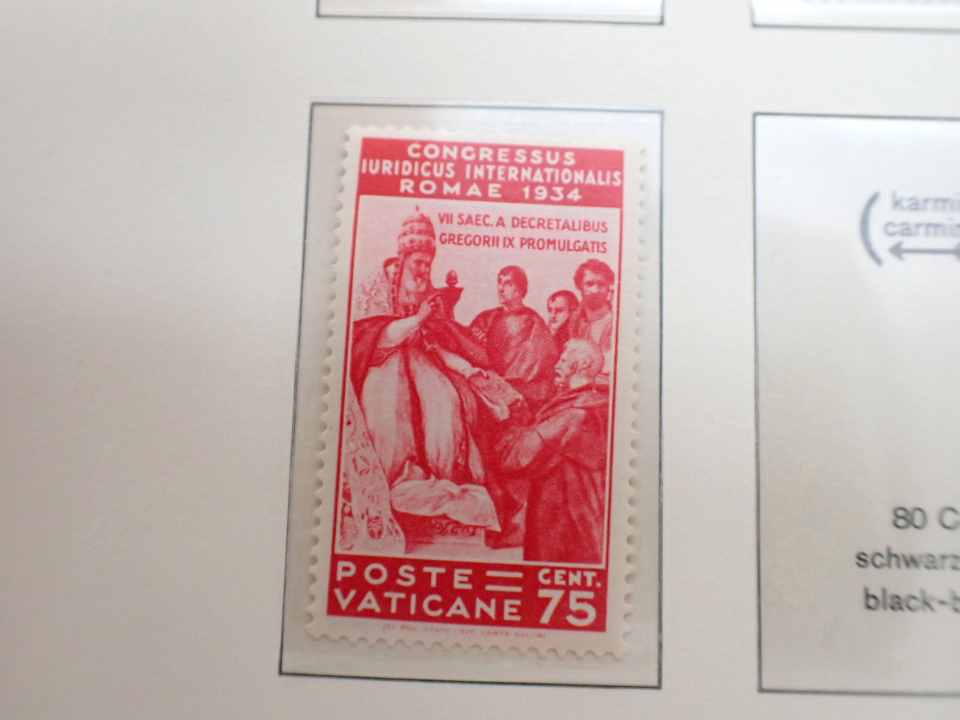 CONGRESSUS
IURIDICUS INTERNATIONALIS
ROMAE 1934
VII SAEC. A DECRETALIBUS
GREGORII IX PROMULGATIS
POSTE = CENT.
VATICANE 75
(karmi
carmi
80 C
schwarz
black-b